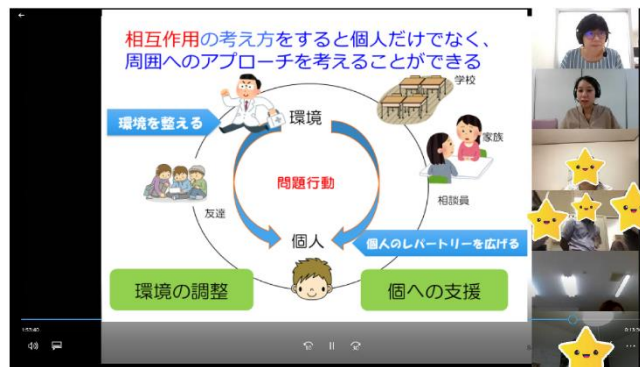 相互作用の考え方をすると個人だけでなく、
周囲へのアプローチを考えることができる
学校
環境を整える
環境
家族
問題行動
友達
相談員
個人
個人のレパートリーを広げる
環境の調整
個への支援